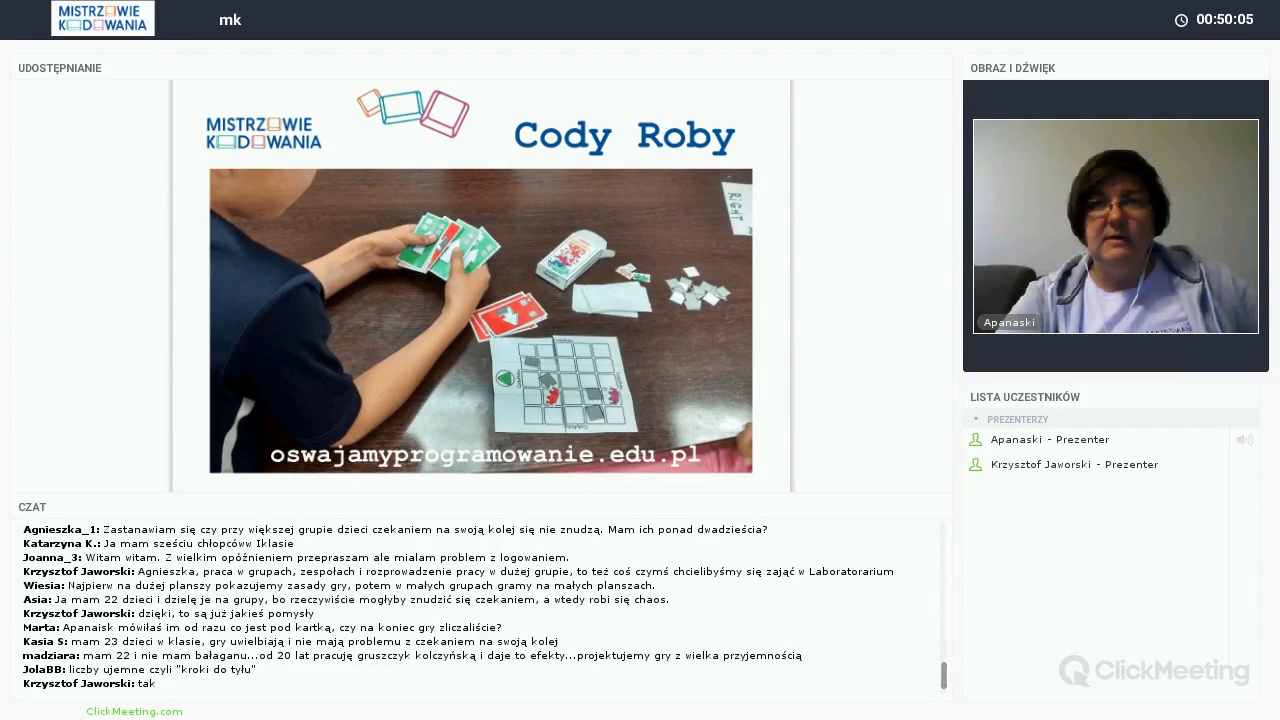 MISTRZOWIE
KODOWANIA
mk
00:50:05
UDOSTĘPNIANIE
OBRAZ I DŹWIĘK
MISTRZOWIE
KODOWANIA
Cody Roby
RIGHT
oswajamyprogramowanie.edu.pl
Apanaski
LISTA UCZESTNIKÓW
PREZENTERZY
Apanaski - Prezenter
Krzysztof Jaworski - Prezenter
CZAT
Agnieszka_1: Zastanawiam się czy przy większej grupie dzieci czekaniem na swoją kolej się nie znudzą. Mam ich ponad dwadzieścia?
Katarzyna K.: Ja mam sześciu chłopcóww Iklasie
Joanna_3: Witam witam. Z wielkim opóźnieniem przepraszam ale mialam problem z logowaniem.
Krzysztof Jaworski: Agnieszka, praca w grupach, zespołach i rozprowadzenie pracy w dużej grupie, to też coś czymś chcielibyśmy się zająć w Laboratorarium
Wiesia: Najpierw na dużej planszy pokazujemy zasady gry, potem w małych grupach gramy na małych planszach.
Asia: Ja mam 22 dzieci i dzielę je na grupy, bo rzeczywiście mogłyby znudzić się czekaniem, a wtedy robi się chaos.
Krzysztof Jaworski: dzięki, to są już jakieś pomysły
Marta: Apanaisk mówiłaś im od razu co jest pod kartką, czy na koniec gry zliczaliście?
Kasia S: mam 23 dzieci w klasie, gry uwielbiają i nie mają problemu z czekaniem na swoją kolej
madziara: mam 22 i nie mam bałaganu...od 20 lat pracuję gruszczyk kolczyńską i daje to efekty...projektujemy gry z wielka przyjemnością
JolaBB: liczby ujemne czyli "kroki do tyłu"
Krzysztof Jaworski: tak
ClickMeeting
ClickMeeting.com